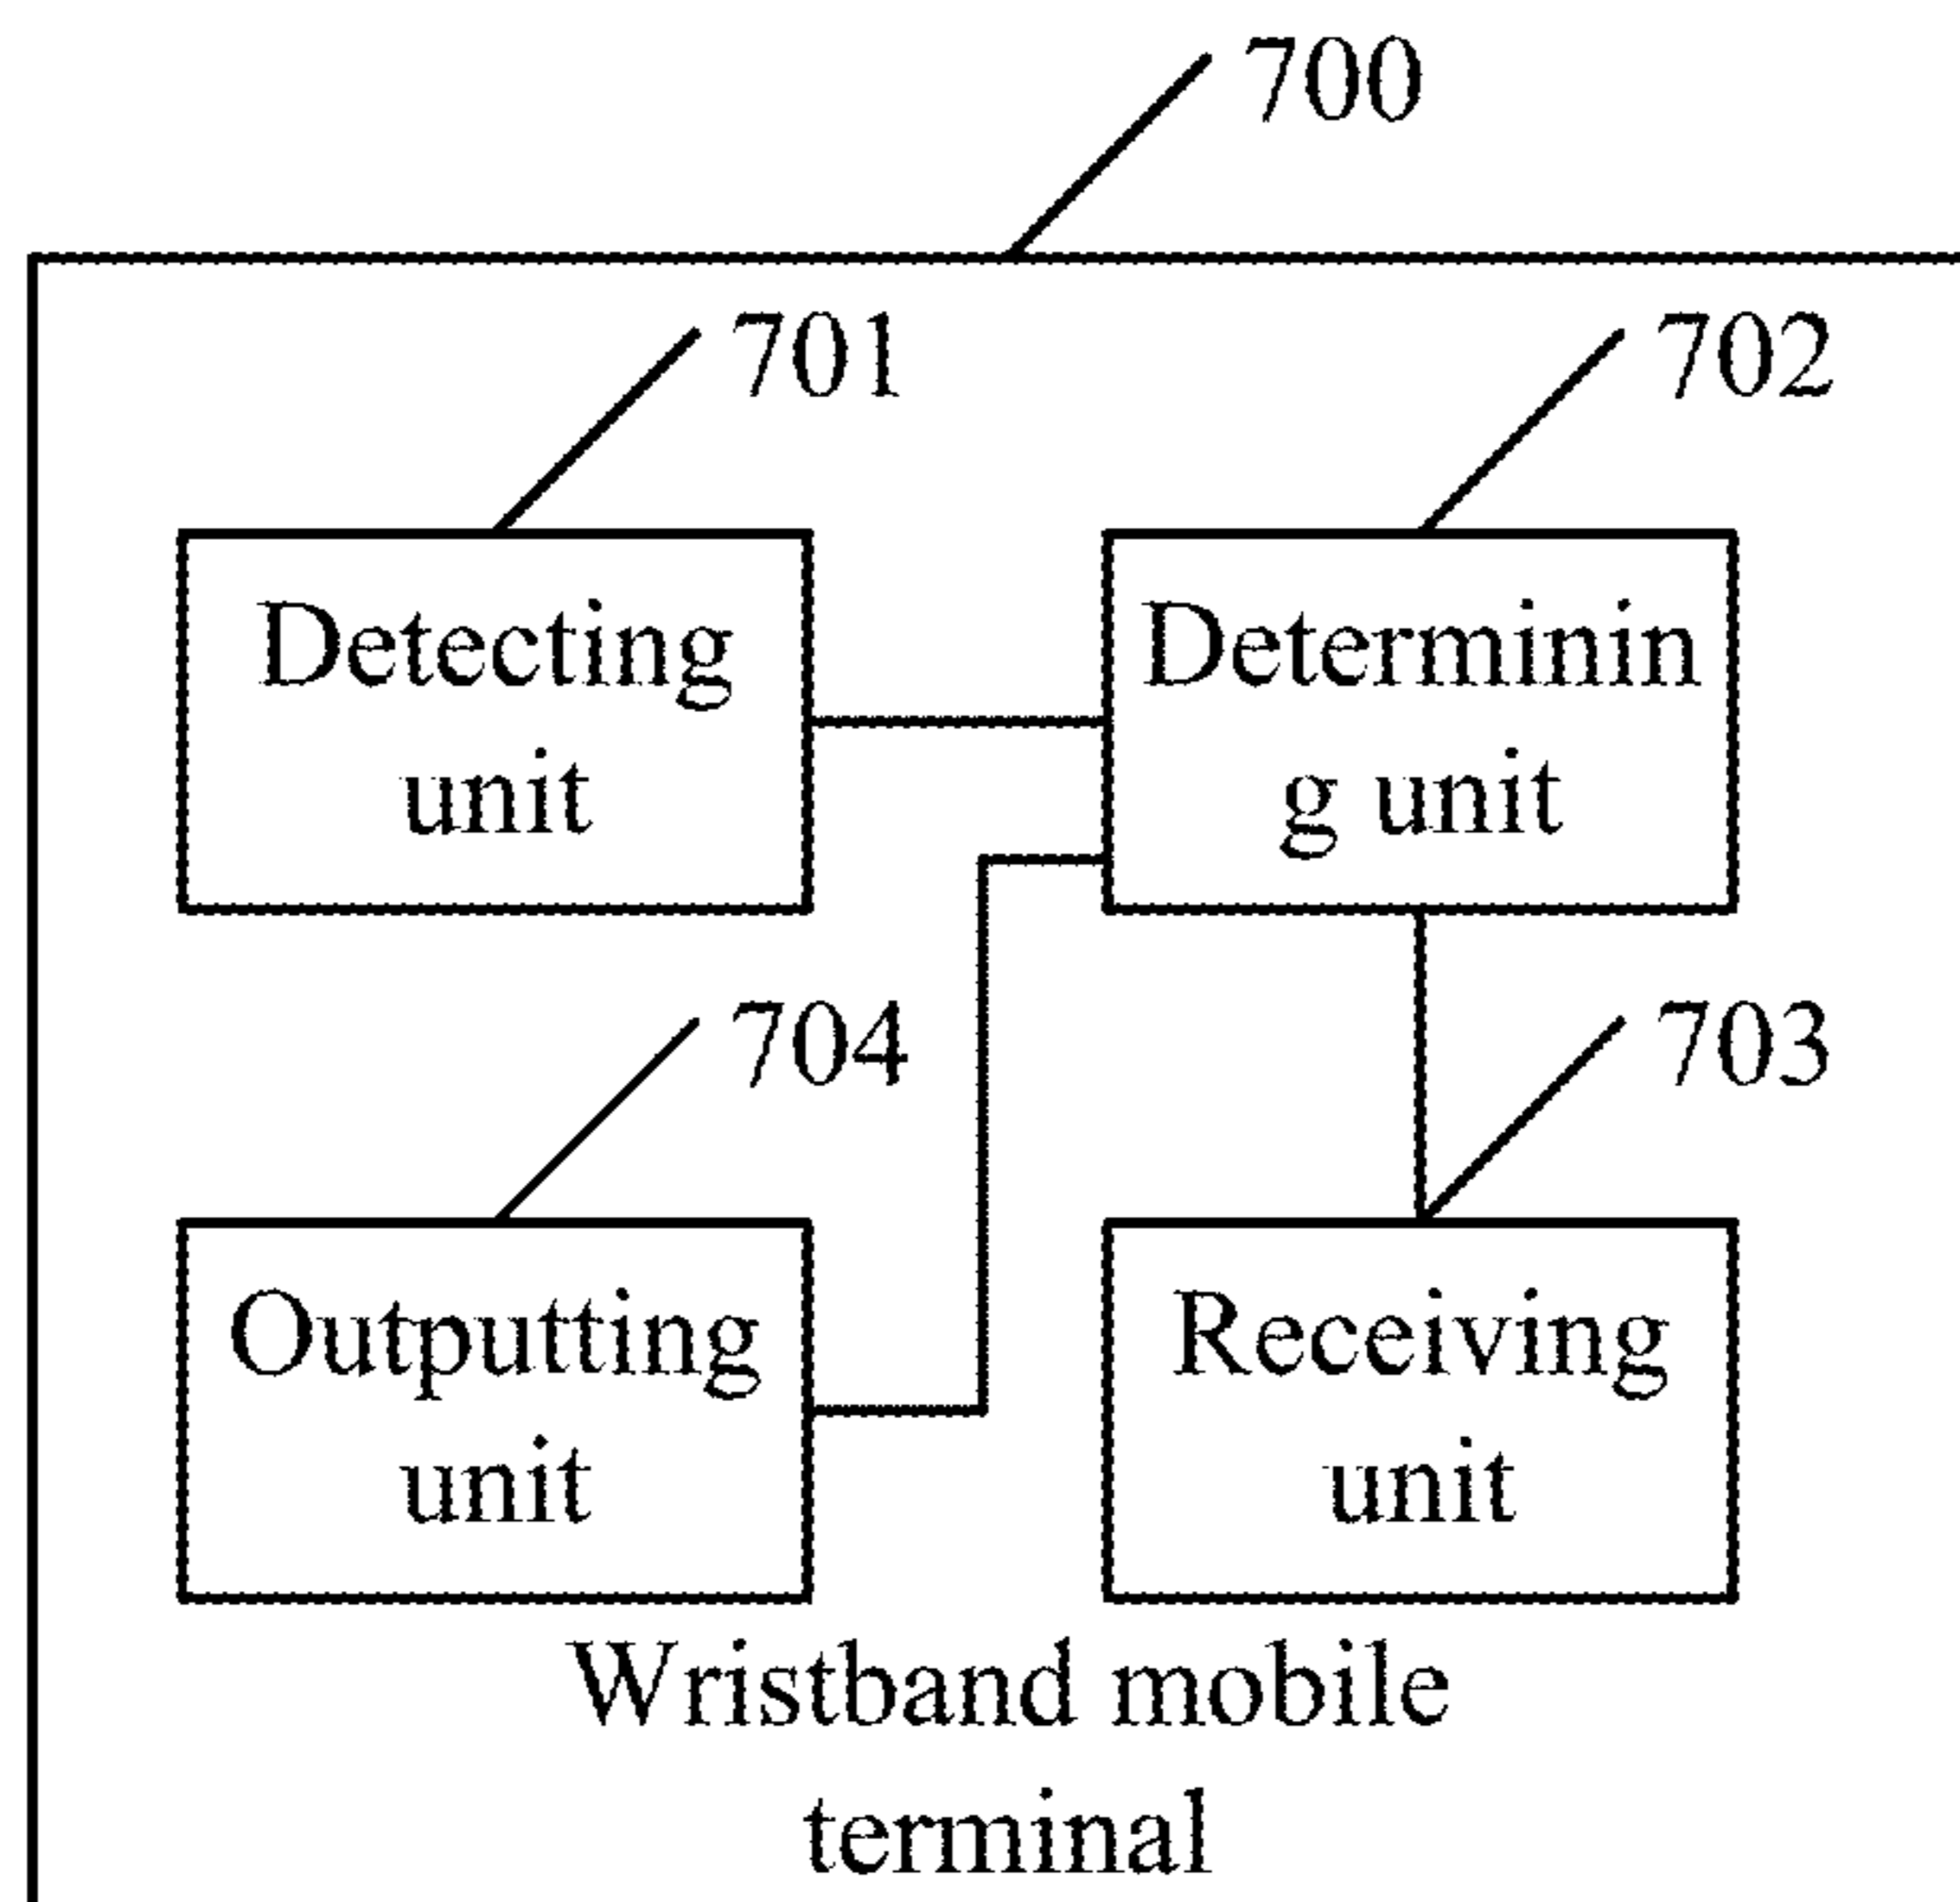 700
701
702
Detecting
unit
Determinin
g unit
704
703
Outputting
unit
Receiving
unit
Wristband mobile
terminal